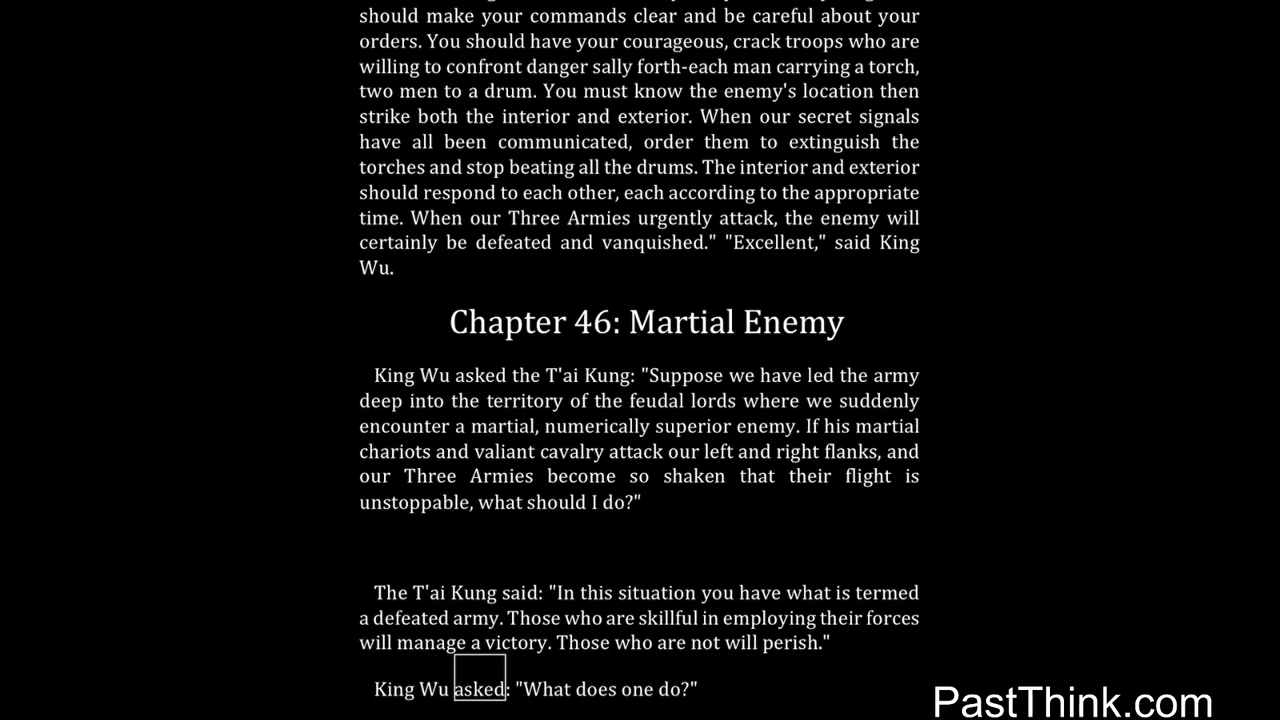 should make your commands clear and be careful about your
orders. You should have your courageous, crack troops who are
willing to confront danger sally forth-each man carrying a torch,
two men to a drum. You must know the enemy's location then
strike both the interior and exterior. When our secret signals
have all been communicated, order them to extinguish the
torches and stop beating all the drums. The interior and exterior
should respond to each other, each according to the appropriate
time. When our Three Armies urgently attack, the enemy will
certainly be defeated and vanquished." "Excellent," said King
Wu.
Chapter 46: Martial Enemy
King Wu asked the T'ai Kung: "Suppose we have led the army
deep into the territory of the feudal lords where we suddenly
encounter a martial, numerically superior enemy. If his martial
chariots and valiant cavalry attack our left and right flanks, and
our Three Armies become so shaken that their flight is
unstoppable, what should I do?"
The T'ai Kung said: "In this situation you have what is termed
a defeated army. Those who are skillful in employing their forces
will manage a victory. Those who are not will perish."
King Wu asked: "What does one do?"
PastThink.com